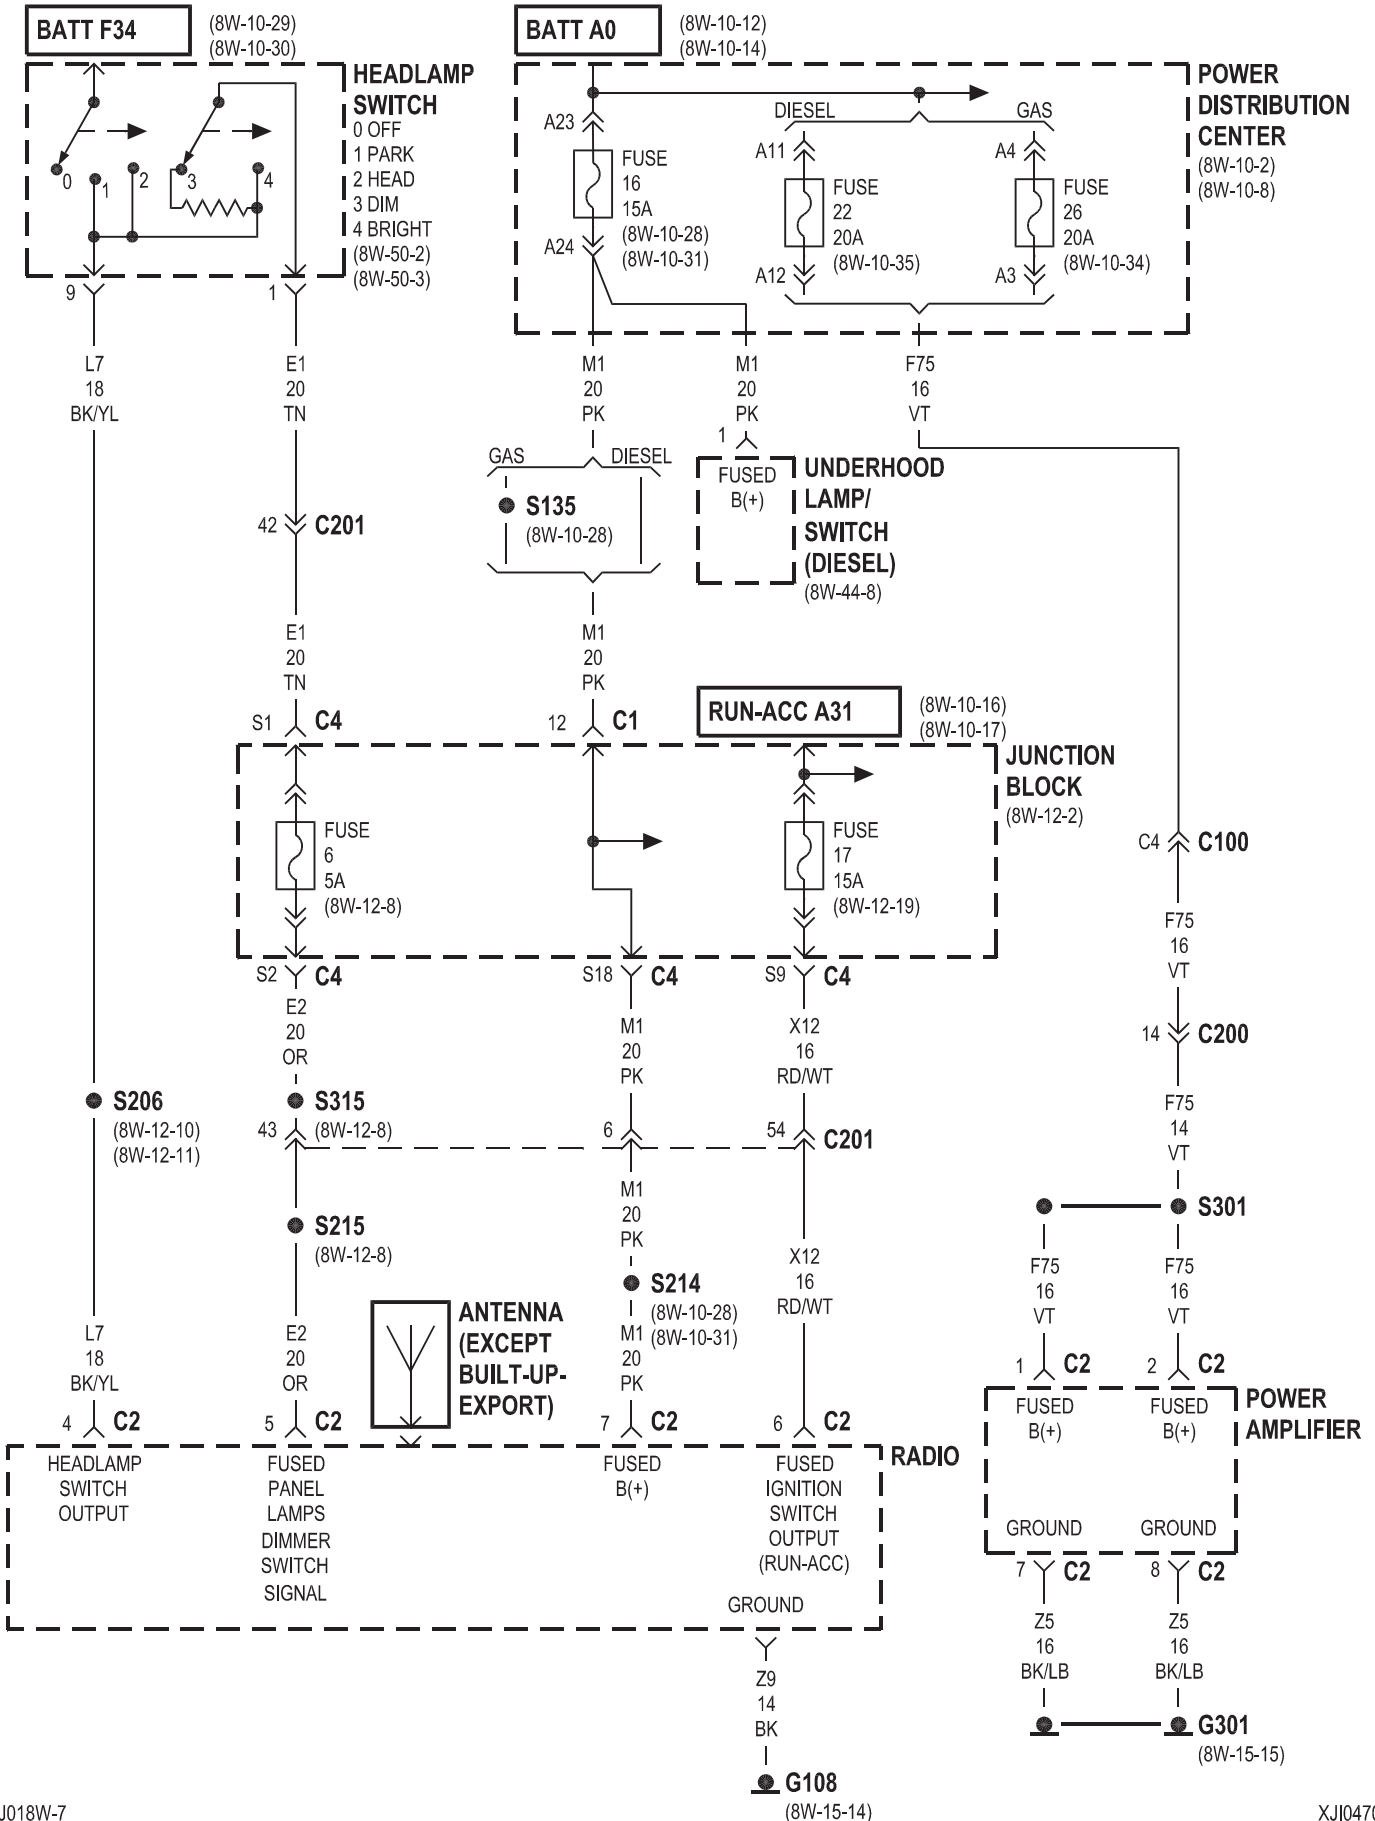 BATT F34
(8W-10-29)
(8W-10-30)
HEADLAMP
SWITCH
0 OFF
1 PARK
2 HEAD
3 DIM
4 BRIGHT
(8W-50-2)
(8W-50-3)
0
1
2
3
4
9
1
BATT A0
(8W-10-12)
(8W-10-14)
POWER
DISTRIBUTION
CENTER
(8W-10-2)
(8W-10-8)
A23
FUSE
16
15A
(8W-10-28)
(8W-10-31)
A24
DIESEL
GAS
A11
FUSE
22
20A
(8W-10-35)
A12
A4
FUSE
26
20A
(8W-10-34)
A3
L7
18
BK/YL
E1
20
TN
M1
20
PK
M1
20
PK
F75
16
VT
1
FUSED
B(+)
UNDERHOOD
LAMP/
SWITCH
(DIESEL)
(8W-44-8)
GAS
DIESEL
S135
(8W-10-28)
42
C201
E1
20
TN
M1
20
PK
S1
C4
12
C1
RUN-ACC A31
(8W-10-16)
(8W-10-17)
JUNCTION
BLOCK
(8W-12-2)
FUSE
6
5A
(8W-12-8)
FUSE
17
15A
(8W-12-19)
C4
C100
F75
16
VT
S2
C4
S18
C4
S9
C4
E2
20
OR
M1
20
PK
X12
16
RD/WT
14
C200
F75
14
VT
S206
(8W-12-10)
(8W-12-11)
S315
(8W-12-8)
43
6
54
C201
S215
(8W-12-8)
M1
20
PK
S214
(8W-10-28)
(8W-10-31)
X12
16
RD/WT
S301
F75
16
VT
F75
16
VT
L7
18
BK/YL
E2
20
OR
ANTENNA
(EXCEPT
BUILT-UP-
EXPORT)
M1
20
PK
1
C2
2
C2
POWER
AMPLIFIER
FUSED
B(+)
FUSED
B(+)
4
C2
5
C2
7
C2
6
C2
RADIO
HEADLAMP
SWITCH
OUTPUT
FUSED
PANEL
LAMPS
DIMMER
SWITCH
SIGNAL
FUSED
B(+)
FUSED
IGNITION
SWITCH
OUTPUT
(RUN-ACC)
GROUND
GROUND
GROUND
7
C2
8
C2
Z5
16
BK/LB
Z5
16
BK/LB
G301
(8W-15-15)
Z9
14
BK
G108
(8W-15-14)
J018W-7
XJI0470